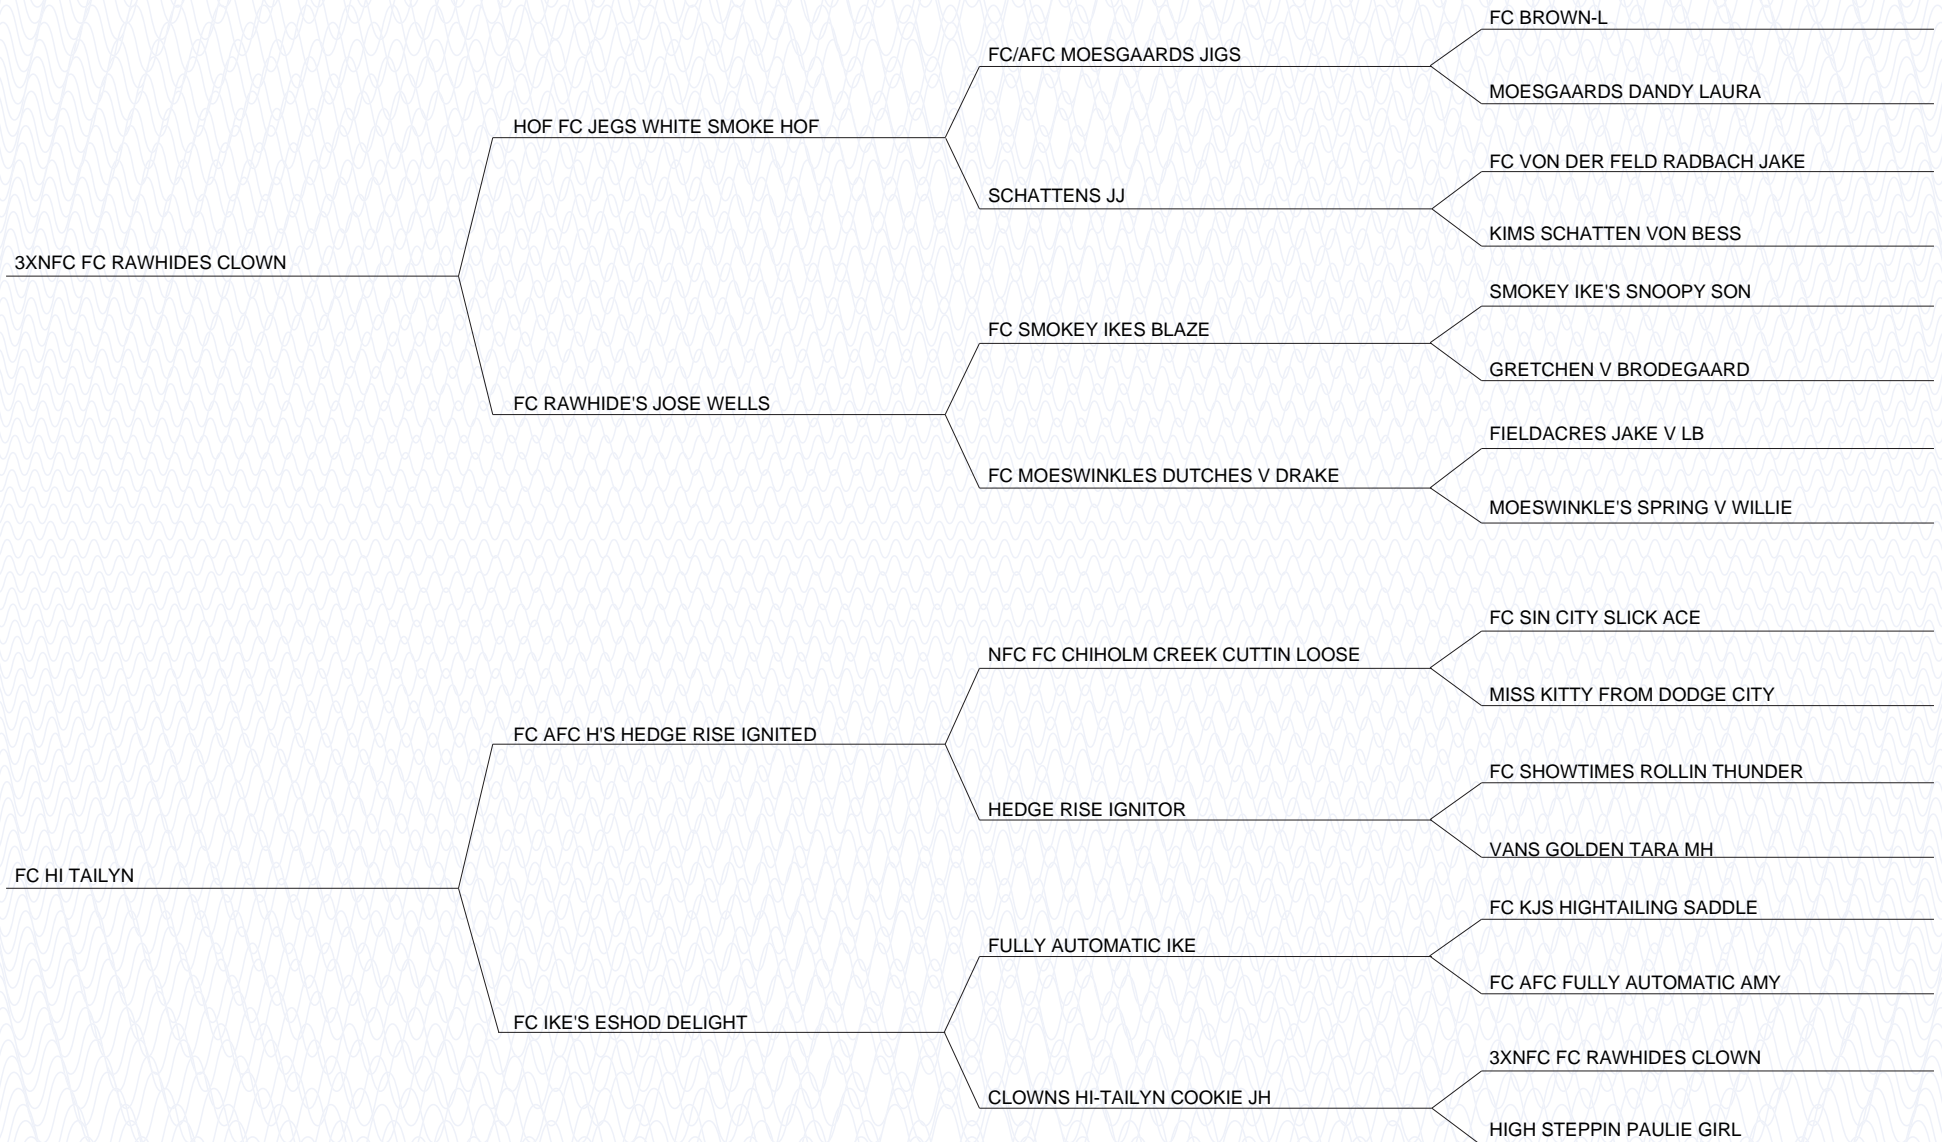 FC BROWN-L
FC/AFC MOESGAARDS JIGS
MOESGAARDS DANDY LAURA
HOF FC JEGS WHITE SMOKE HOF
FC VON DER FELD RADBACH JAKE
SCHATTENS JJ
KIMS SCHATTEN VON BESS
3XNFC FC RAWHIDES CLOWN
SMOKEY IKE'S SNOOPY SON
FC SMOKEY IKES BLAZE
GRETCHEN V BRODEGAARD
FC RAWHIDE'S JOSE WELLS
FIELDACRES JAKE V LB
FC MOESWINKLES DUTCHES V DRAKE
MOESWINKLE'S SPRING V WILLIE
FC SIN CITY SLICK ACE
NFC FC CHIHOLM CREEK CUTTIN LOOSE
MISS KITTY FROM DODGE CITY
FC AFC H'S HEDGE RISE IGNITED
FC SHOWTIMES ROLLIN THUNDER
HEDGE RISE IGNITOR
VANS GOLDEN TARA MH
FC HI TAILYN
FC KJS HIGHTAILING SADDLE
FULLY AUTOMATIC IKE
FC AFC FULLY AUTOMATIC AMY
FC IKE'S ESHOD DELIGHT
3XNFC FC RAWHIDES CLOWN
CLOWNS HI-TAILYN COOKIE JH
HIGH STEPPIN PAULIE GIRL